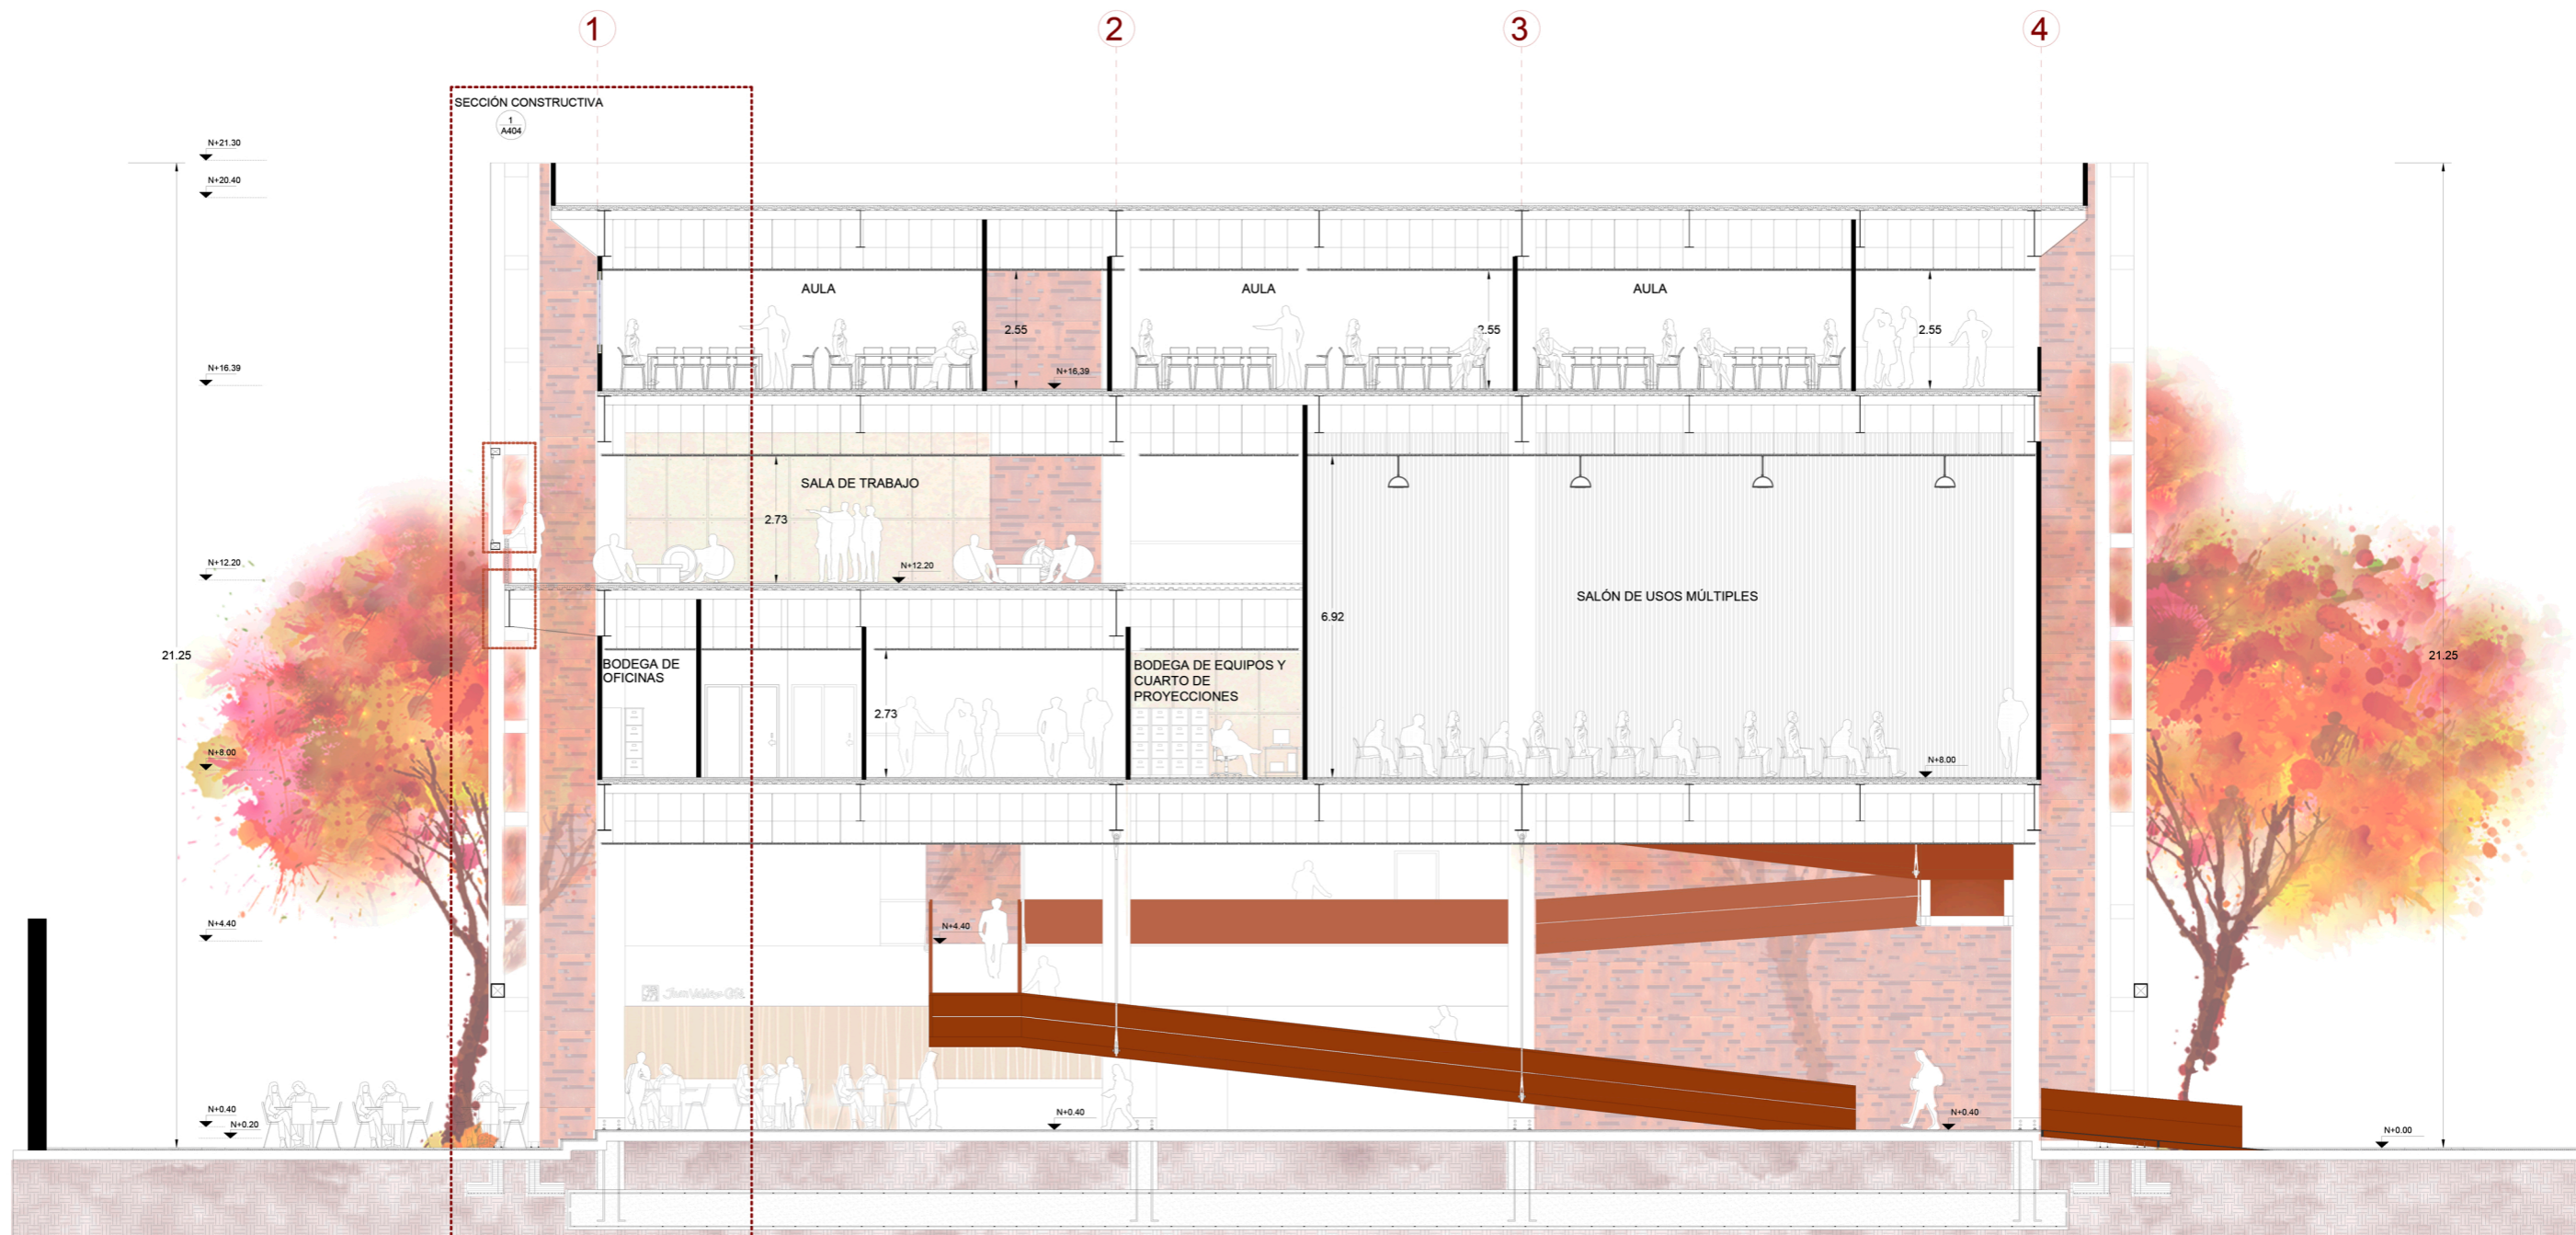 1
2
3
4
SECCIÓN CONSTRUCTIVA
1
A404
N+21.30
N+20.40
AULA
AULA
AULA
2.55
2.55
2.55
N+16.39
N+16,39
SALA DE TRABAJO
2.73
N+12.20
N+12.20
SALÓN DE USOS MÚLTIPLES
6.92
21.25
21.25
BODEGA DE
OFICINAS
BODEGA DE EQUIPOS Y
CUARTO DE
PROYECCIONES
2.73
N+8.00
N+8.00
N+4.40
N+4.40
N+0.40
N+0.20
N+0.40
N+0.40
N+0.00